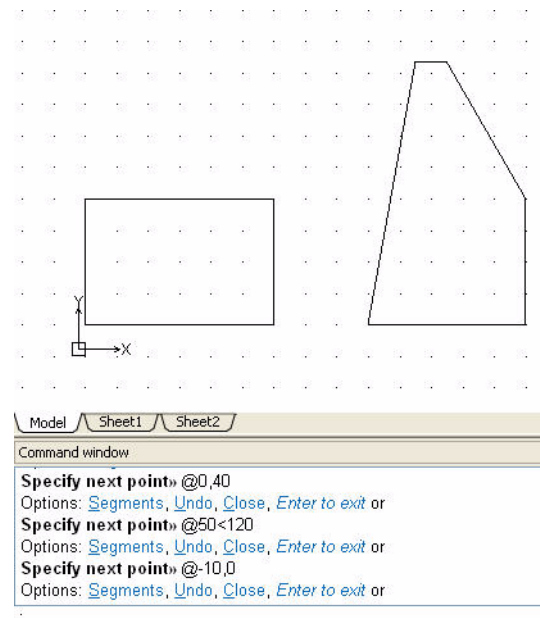 Y
X
Model Sheet1 Sheet2
Command window
Specify next point» @0,40
Options: Segments, Undo, Close, Enter to exit or
Specify next point» @50<120
Options: Segments, Undo, Close, Enter to exit or
Specify next point» @-10,0
Options: Segments, Undo, Close, Enter to exit or